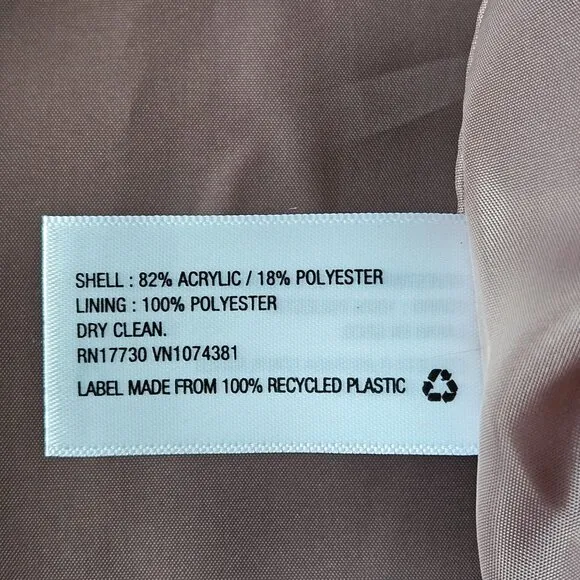 SHELL : 82% ACRYLIC / 18% POLYESTER
LINING : 100% POLYESTER
DRY CLEAN.
RN17730 VN1074381
LABEL MADE FROM 100% RECYCLED PLASTIC